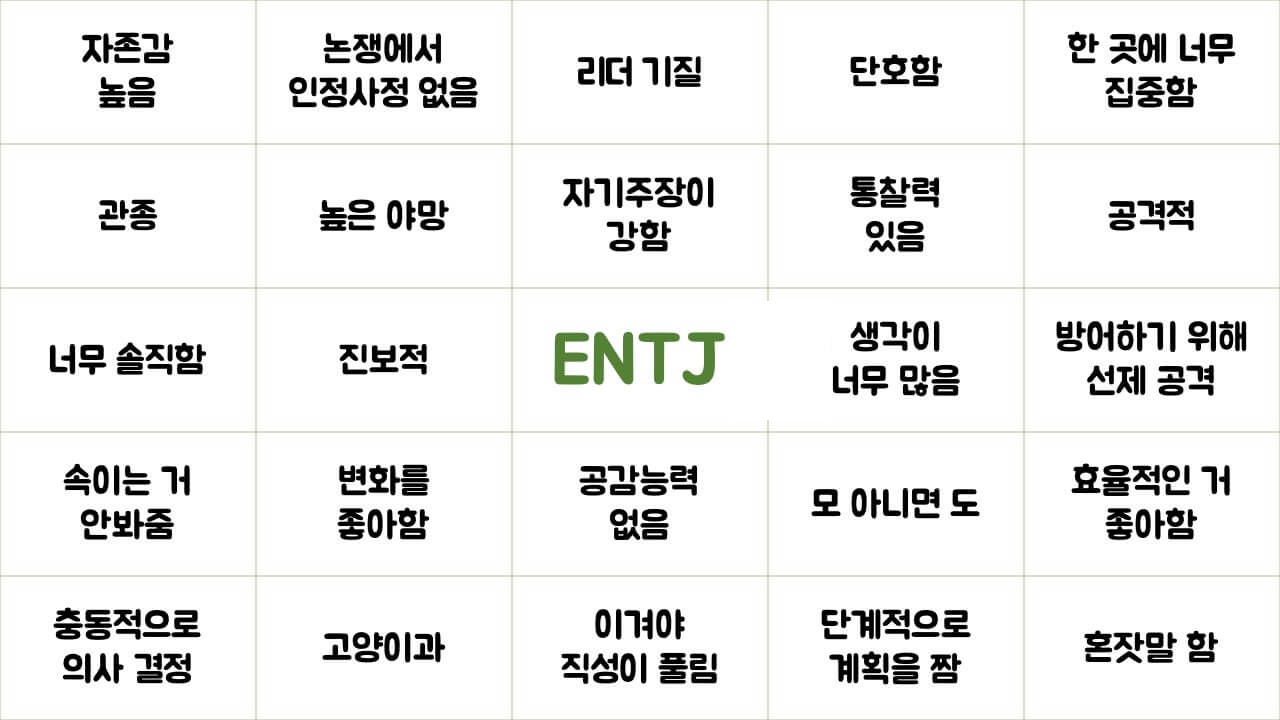 자존감
높음
논쟁에서
인정사정 없음
리더 기질
단호함
한 곳에 너무
집중함
관종
높은 야망
자기주장이
강함
통찰력
있음
공격적
너무 솔직함
진보적
ENTJ
생각이
너무 많음
방어하기 위해
선제 공격
속이는 거
안봐줌
변화를
좋아함
공감능력
없음
모 아니면 도
효율적인 거
좋아함
충동적으로
의사 결정
고양이과
이겨야
직성이 풀림
단계적으로
계획을 짬
혼잣말 함